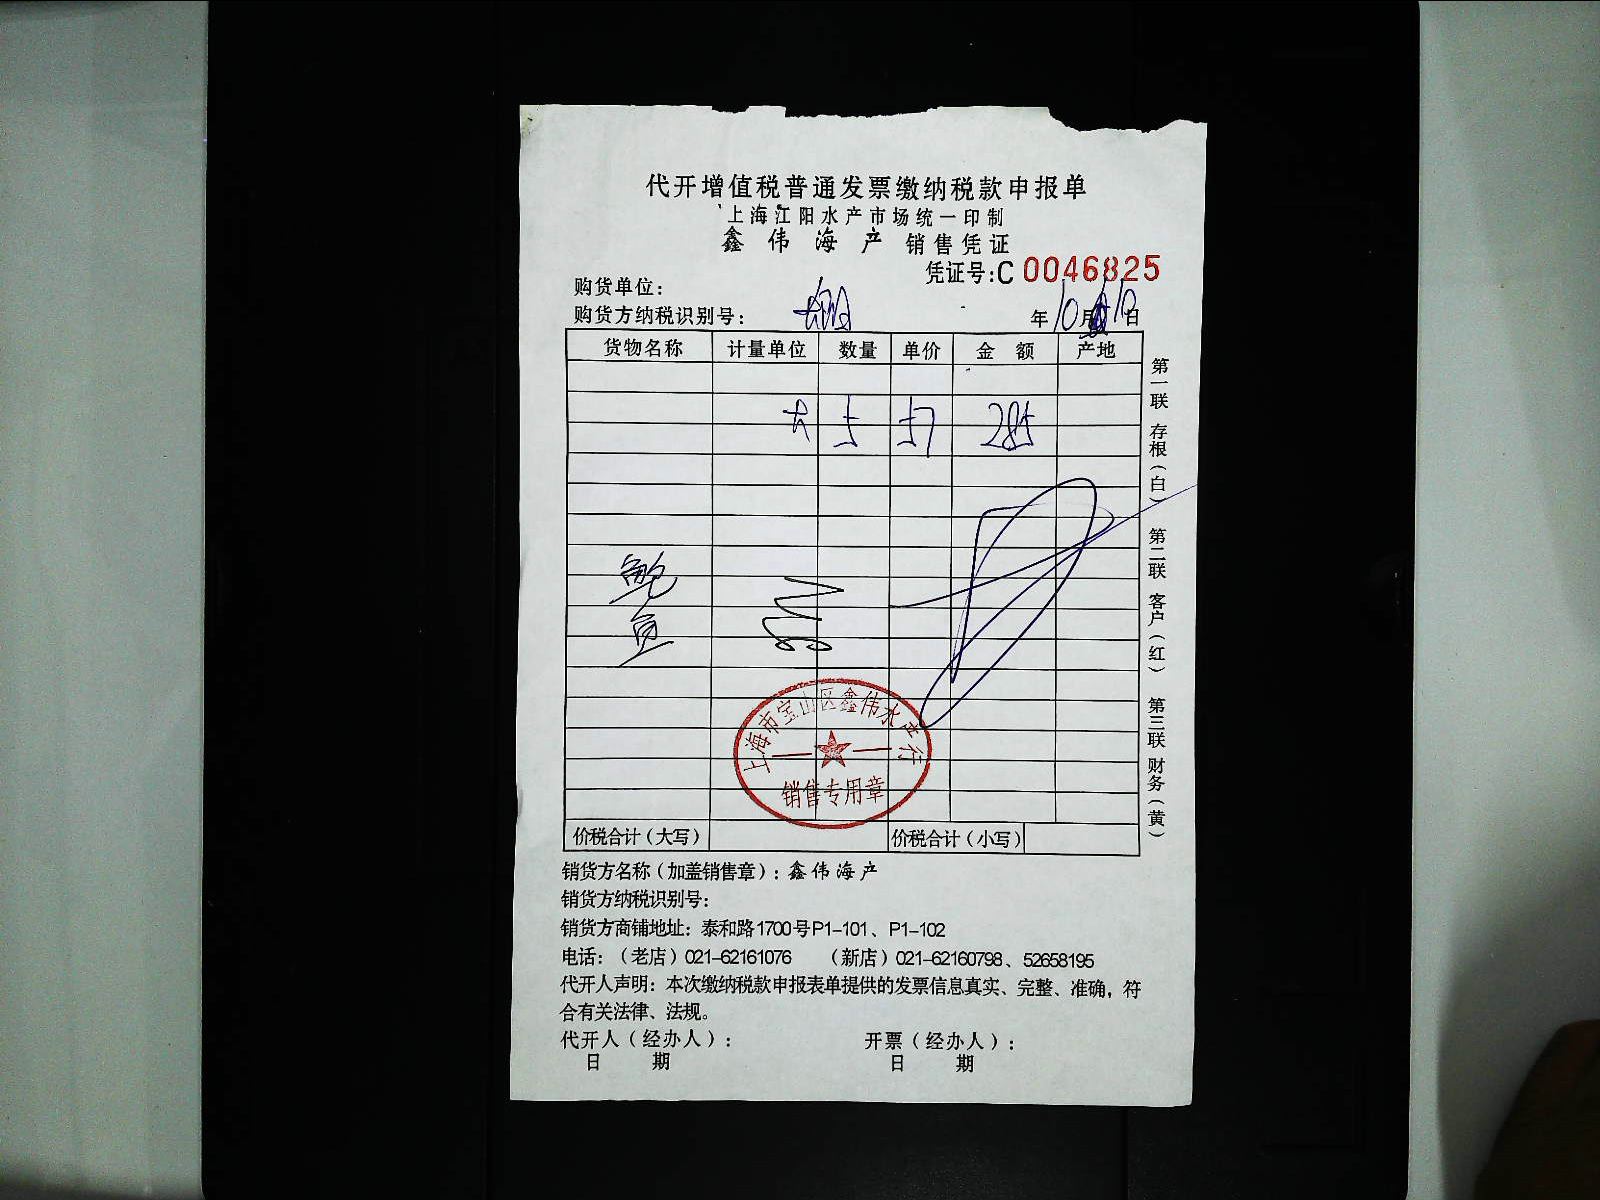 代开增值税普通发票缴纳税款申报单
上海江阳水产市场统一印制
鑫伟海产 销售凭证
凭证号:C 0046825
购货单位:
购货方纳税识别号:
年10月10日
货物名称 计量单位 数量 单价 金额 产地
大 5 57 285
鲍鱼
上海市宝山区鑫伟水产行
销售专用章
价税合计(大写) 价税合计(小写)
第一联 存根(白) 第二联 客户(红) 第三联 财务(黄)
销货方名称(加盖销售章):鑫伟海产
销货方纳税识别号:
销货方商铺地址:泰和路1700号P1-101、P1-102
电话:(老店)021-62161076 (新店)021-62160798、52658195
代开人声明:本次缴纳税款申报表单提供的发票信息真实、完整、准确,符
合有关法律、法规。
代开人(经办人): 开票(经办人):
日期 日期